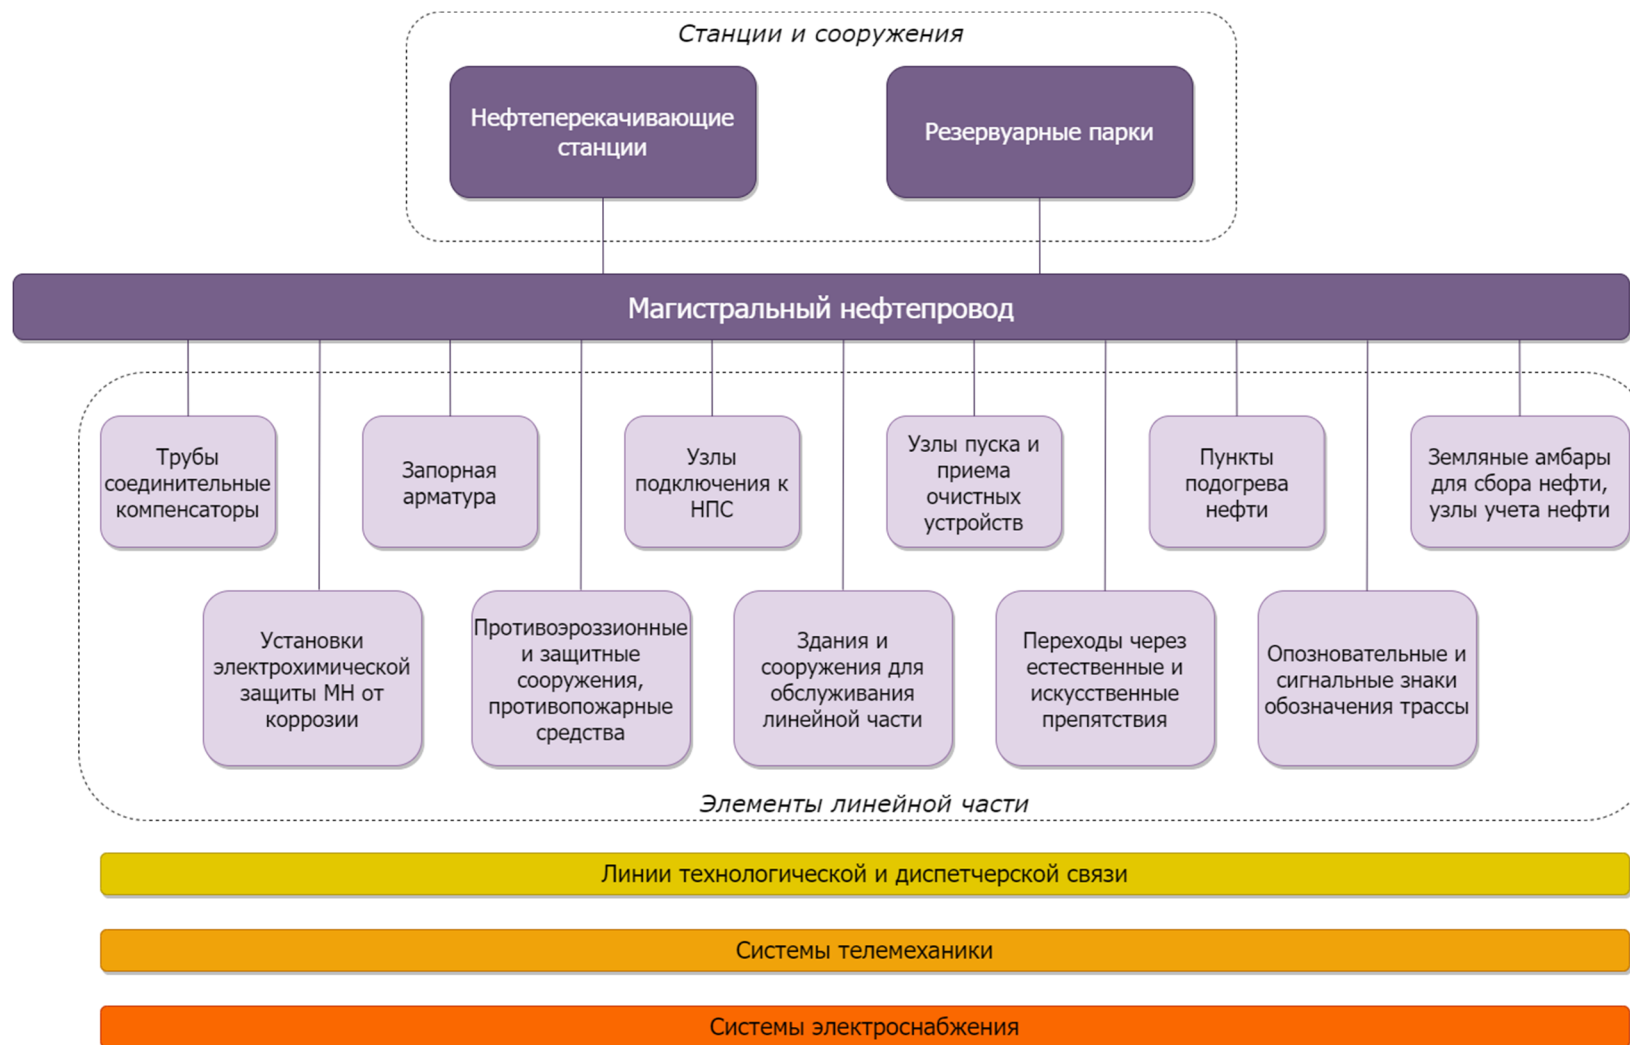 Станции и сооружения
Нефтеперекачивающие
станции
Резервуарные парки
Магистральный нефтепровод
Трубы
соединительные
компенсаторы
Запорная
арматура
Узлы
подключения к
НПС
Узлы пуска и
приема
очистных
устройств
Пункты
подогрева
нефти
Земляные амбары
для сбора нефти,
узлы учета нефти
Установки
электрохимической
защиты МН от
коррозии
Противоэроззионные
и защитные
сооружения,
противопожарные
средства
Здания и
сооружения для
обслуживания
линейной части
Переходы через
естественные и
искусственные
препятствия
Опозновательные и
сигнальные знаки
обозначения трассы
Элементы линейной части
Линии технологической и диспетчерской связи
Системы телемеханики
Системы электроснабжения